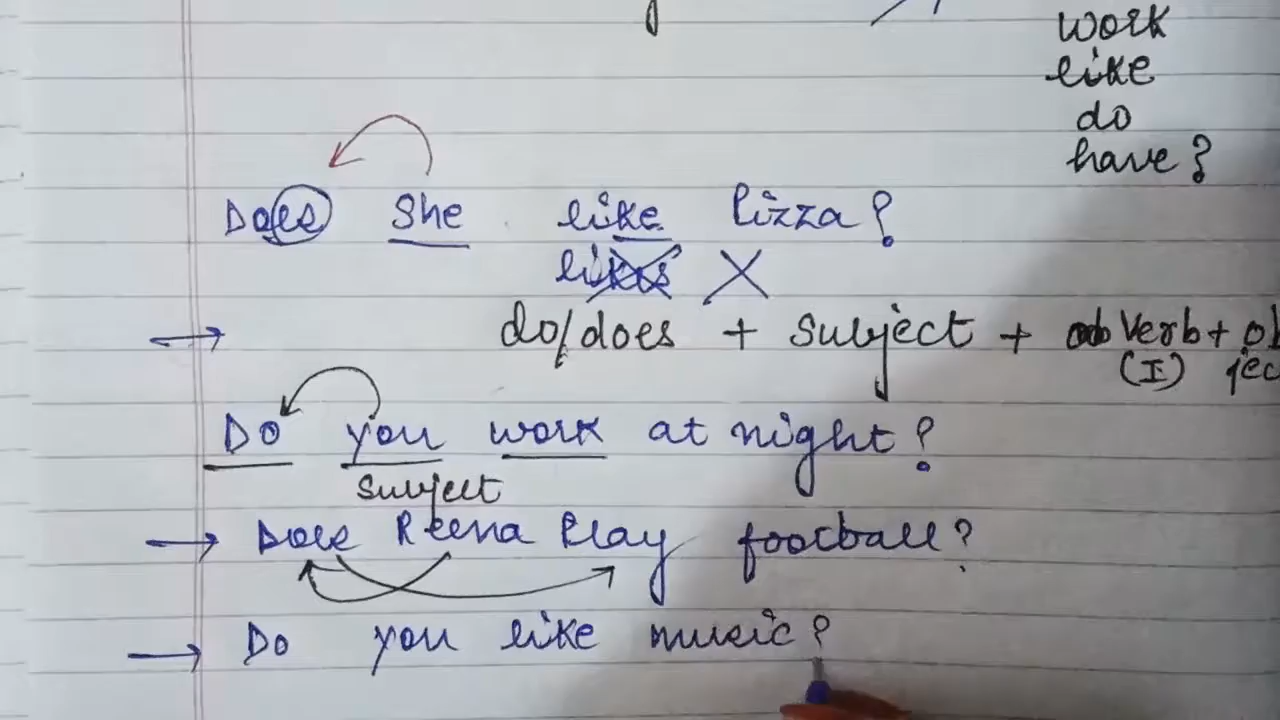 work
like
do
have?
Does She like Pizza?
likes
do/does + Subject + Verb + ob
(I) jec
Do you work at night?
Subject
Does Reena Play football?
Do you like music?